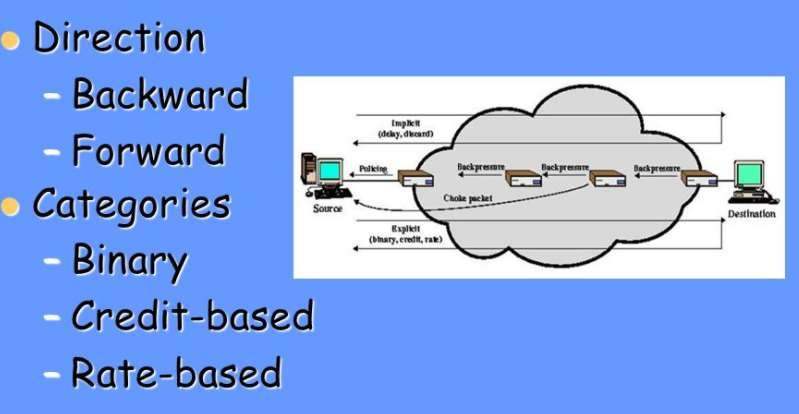 Direction
- Backward
- Forward
Categories
- Binary
- Credit-based
- Rate-based
Implicit
(delay, discard)
Policing
Backpressure
Backpressure
Backpressure
Source
Choke packet
Destination
Explicit
(binary, credit, rate)